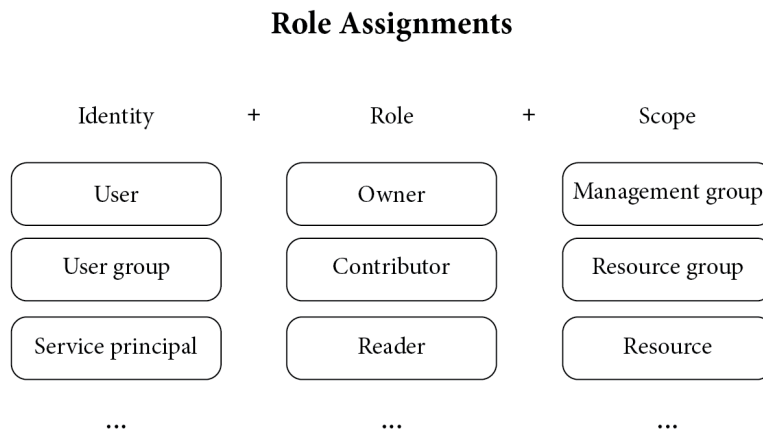 Role Assignments
Identity + Role + Scope
User Owner Management group
User group Contributor Resource group
Service principal Reader Resource
... ... ...